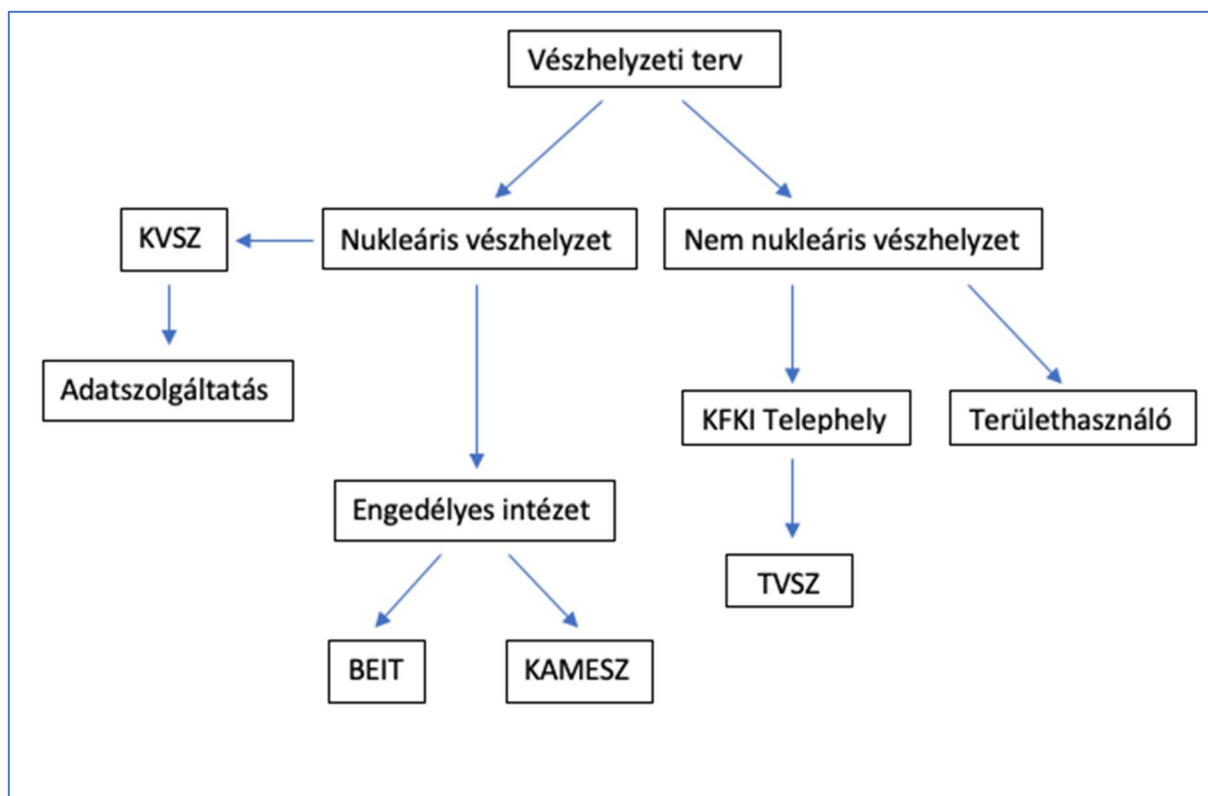 Vészhelyzeti terv
KVSZ
Nukleáris vészhelyzet
Nem nukleáris vészhelyzet
Adatszolgáltatás
KFKI Telephely
Területhasználó
Engedélyes intézet
TVSZ
BEIT
KAMESZ